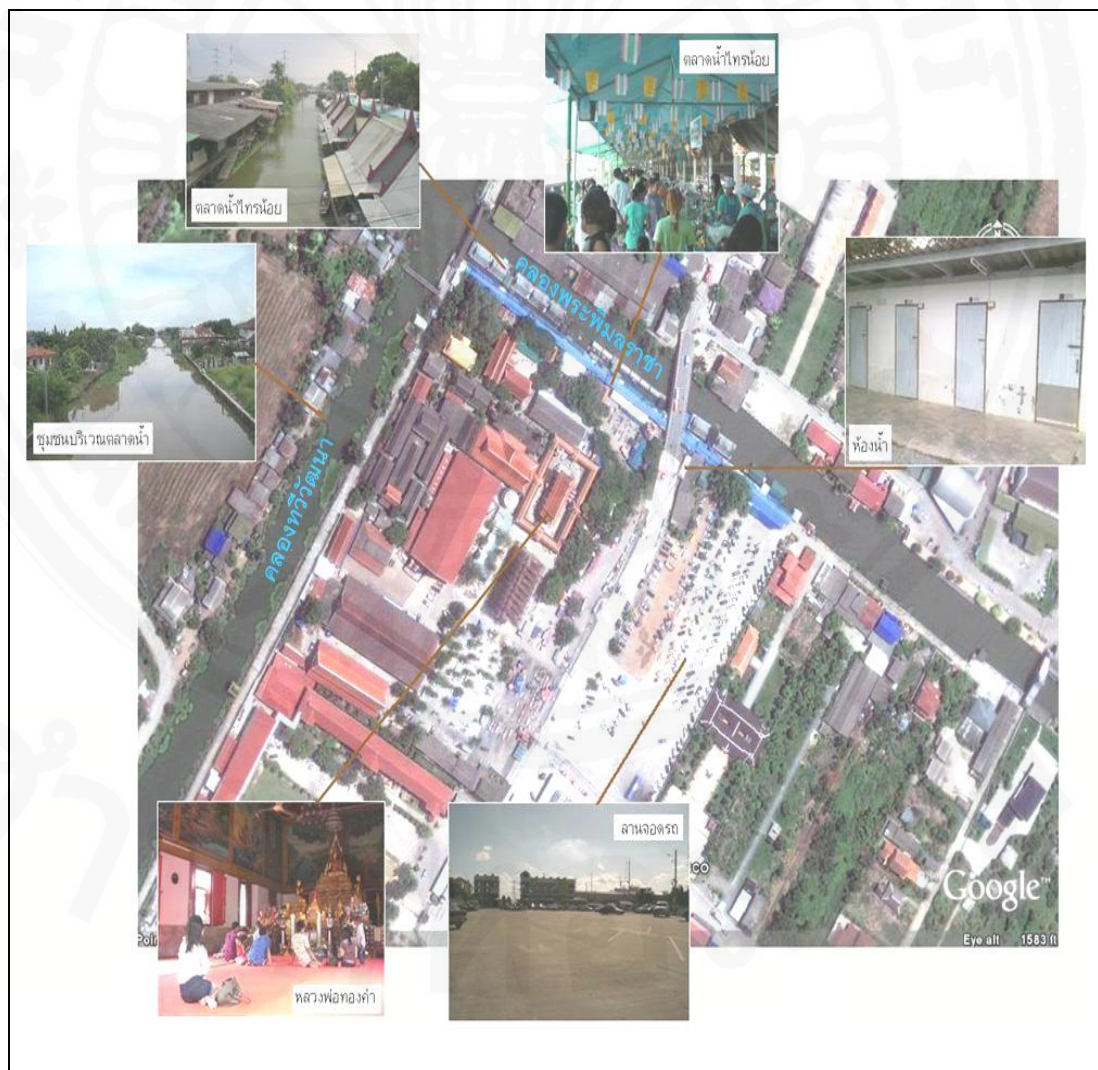 ตลาดน้ำไทรน้อย
ตลาดน้ำไทรน้อย
ชุมชนบริเวณตลาดน้ำ
คลองพระพิมลราชา
ห้องน้ำ
คลองทวีวัฒนา
ลานจอดรถ
หลวงพ่อทองคำ
Google™
Eye alt 1583 ft